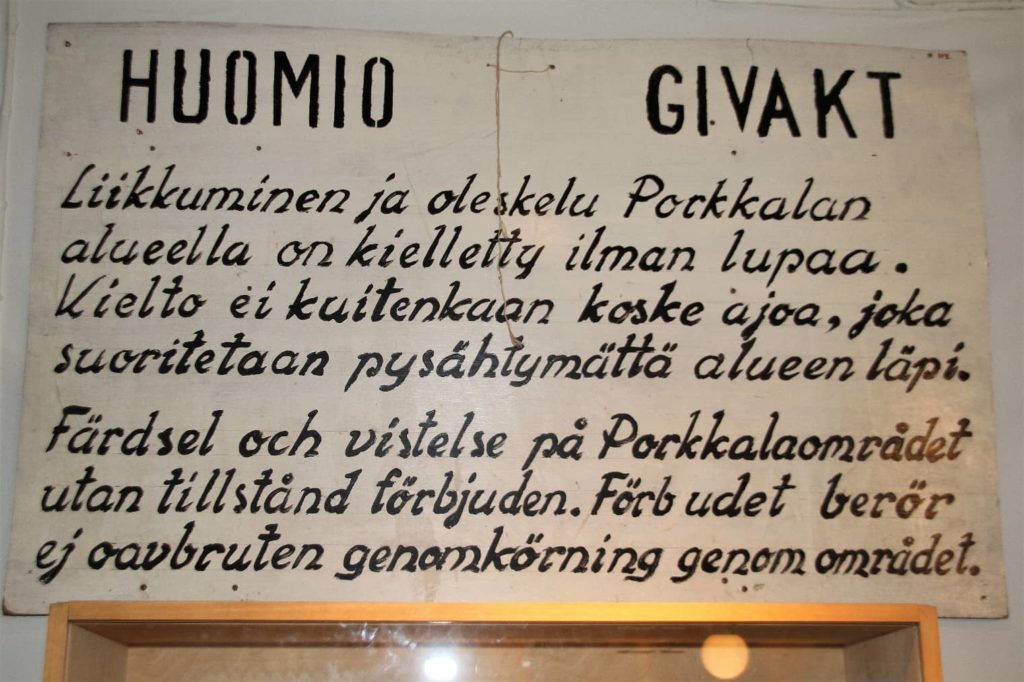 HUOMIO GIVAKT
Liikkuminen ja oleskelu Porkkalan
alueella on kielletty ilman lupaa.
Kielto ei kuitenkaan koske ajoa, joka
suoritetaan pysähtymättä alueen läpi.
Färdsel och vistelse på Porkkalaområdet
utan tillstånd förbjuden. Förbudet berör
ej oavbruten genomkörning genom området.